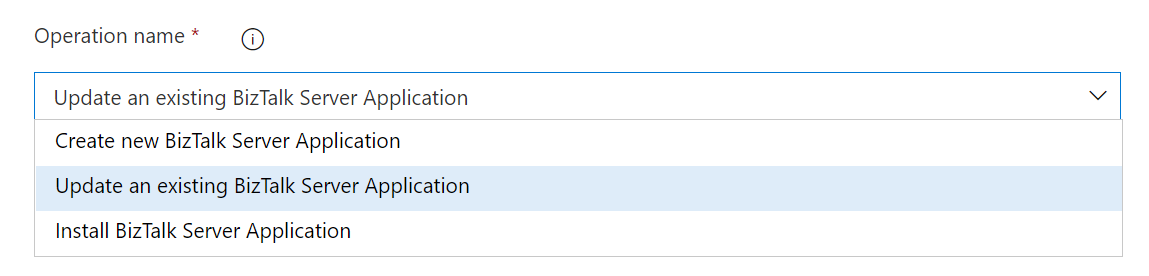 Operation name *
Update an existing BizTalk Server Application
Create new BizTalk Server Application
Update an existing BizTalk Server Application
Install BizTalk Server Application